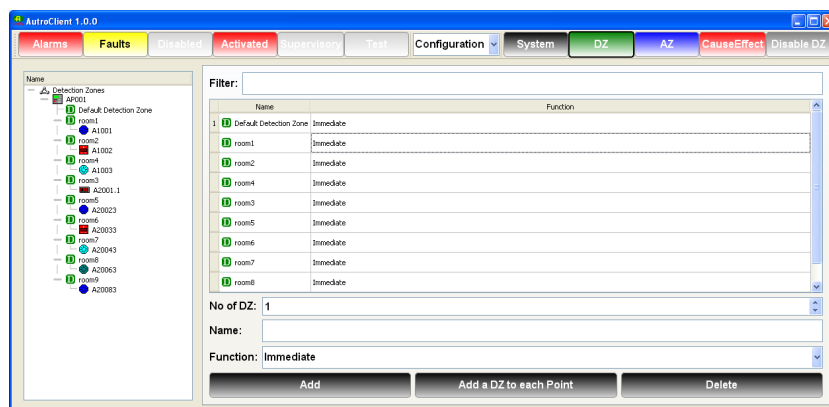 AutroClient 1.0.0
Alarms Faults Disabled Activated Supervisory Test Configuration System DZ AZ CauseEffect Disable DZ
Name
Detection Zones
AP001
Default Detection Zone
room1
A1001
room2
A1002
room4
A1003
room3
A2001.1
room5
A20023
room6
A20033
room7
A20043
room8
A20063
room9
A20083
Filter:
Name Function
1 D Default Detection Zone Immediate
D room1 Immediate
D room2 Immediate
D room4 Immediate
D room3 Immediate
D room5 Immediate
D room6 Immediate
D room7 Immediate
D room8 Immediate
No of DZ: 1
Name:
Function: Immediate
Add Add a DZ to each Point Delete